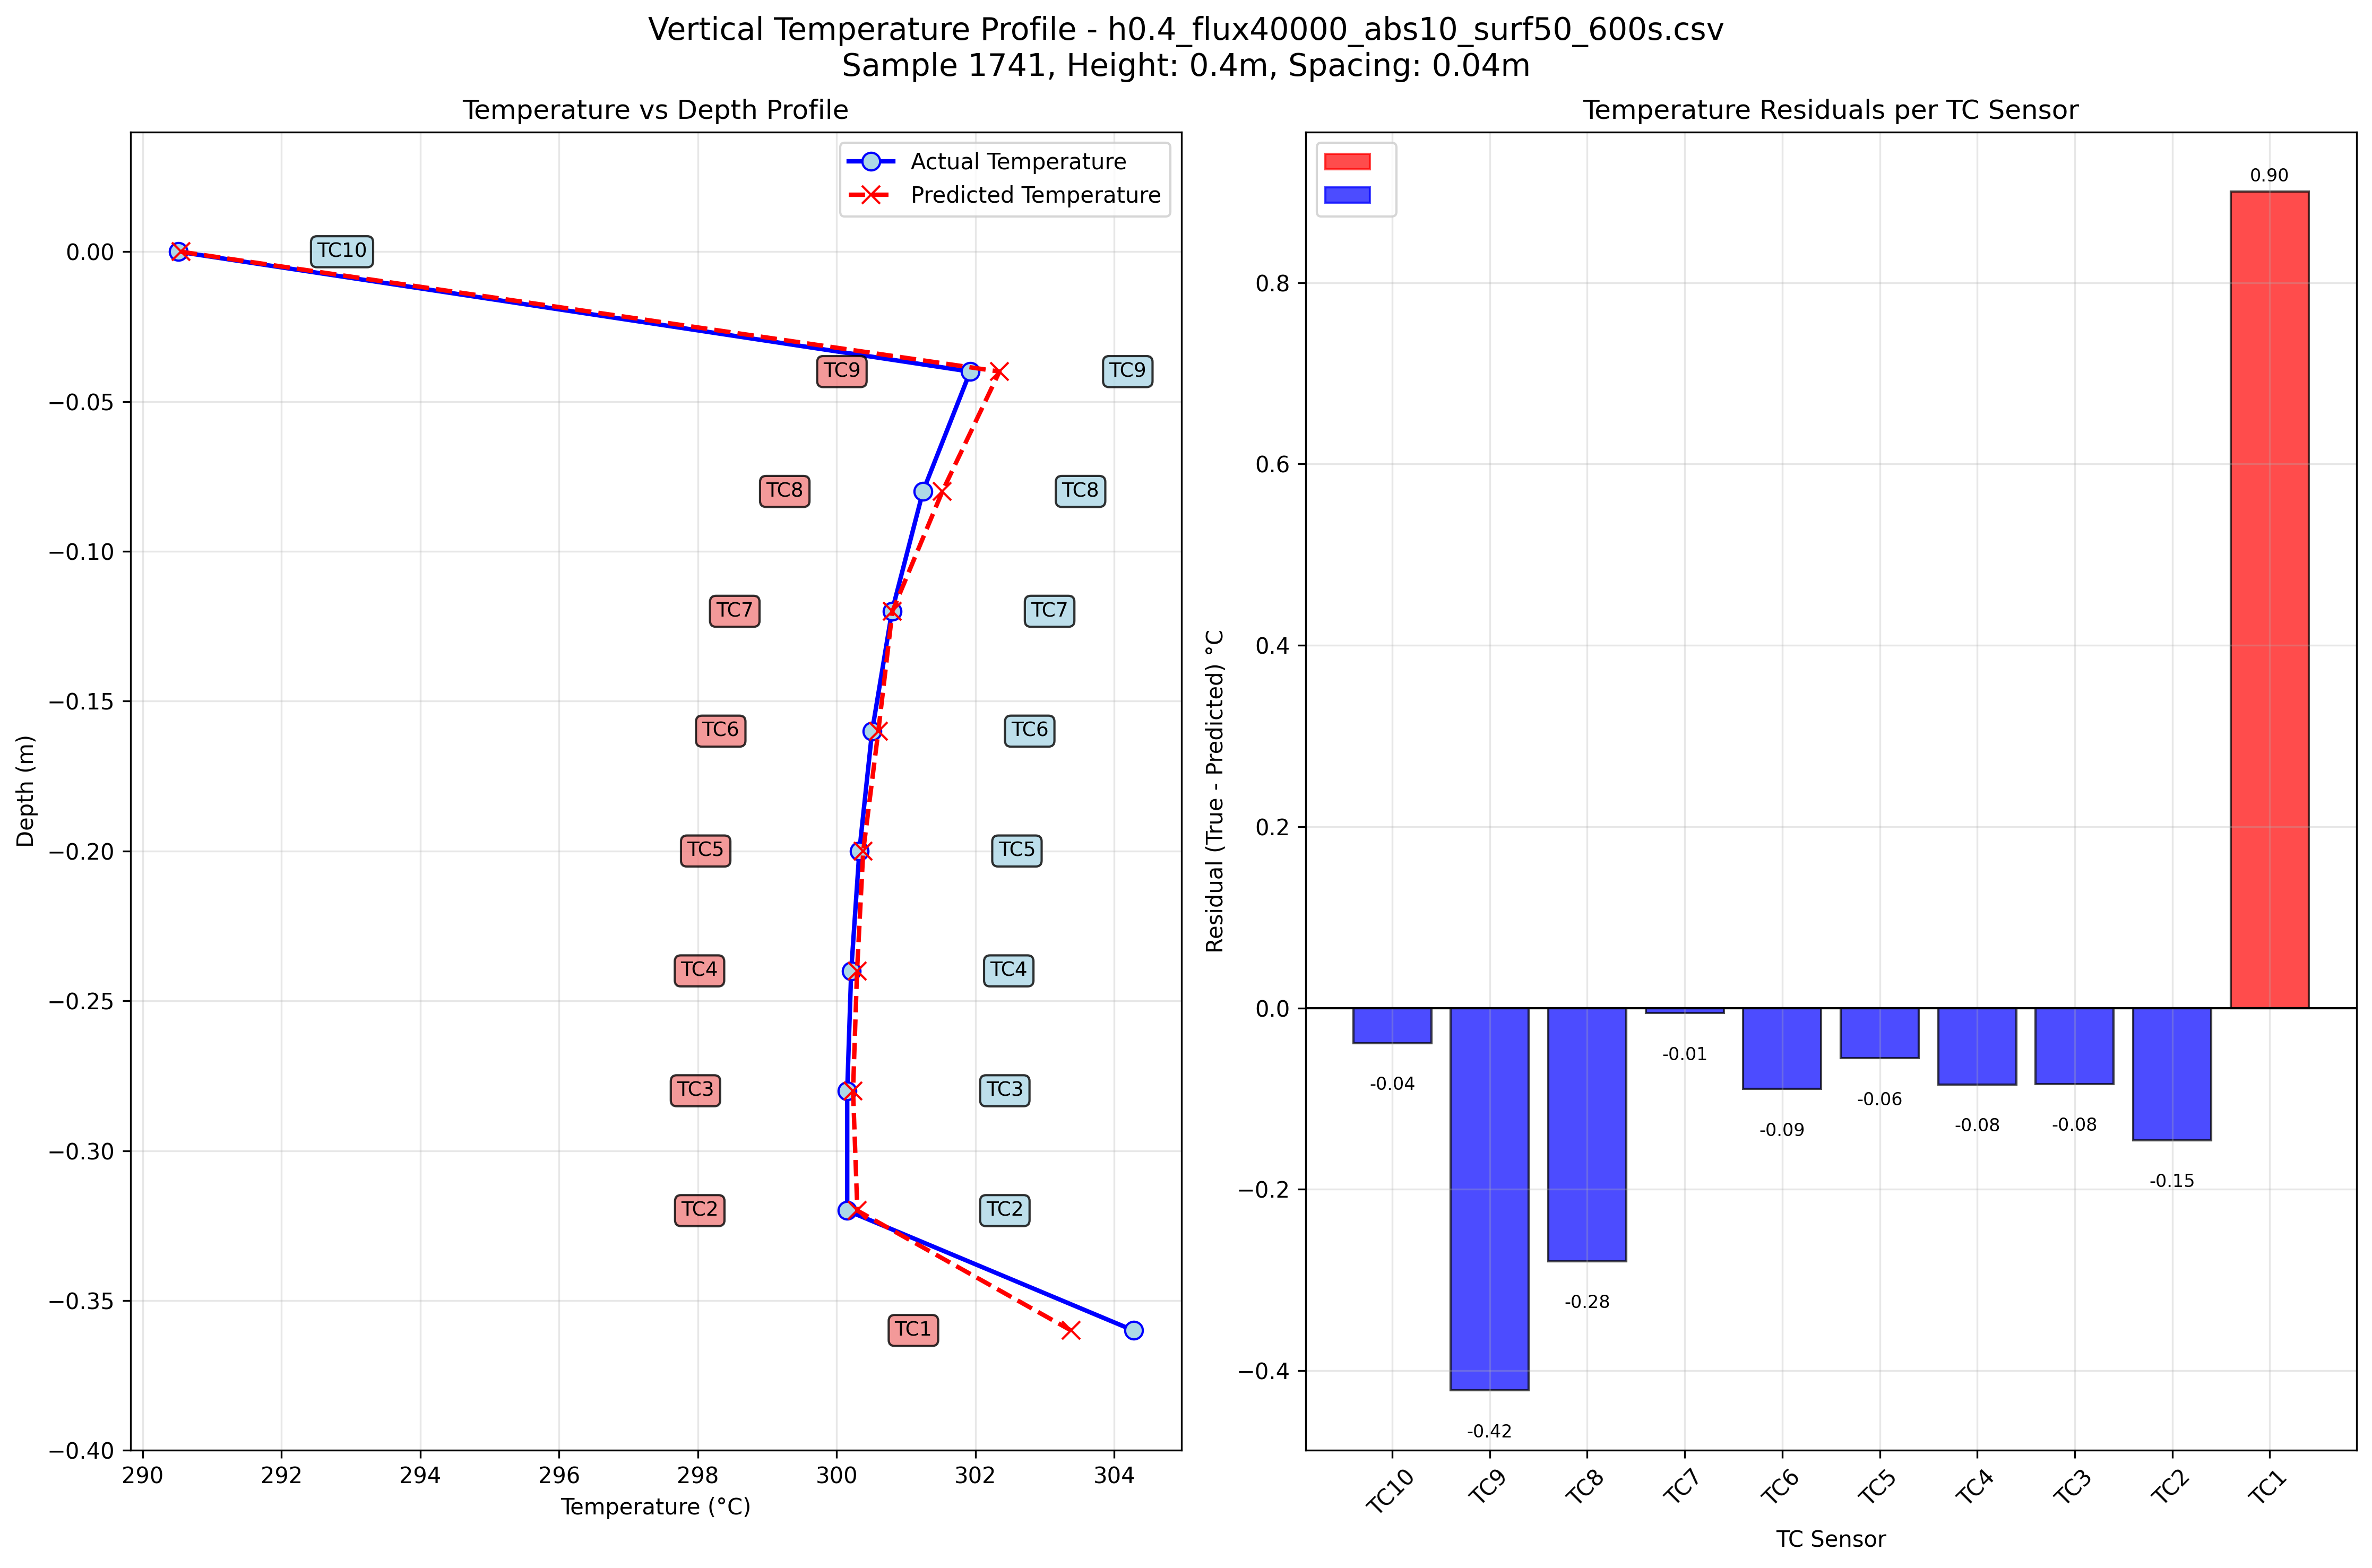 Vertical Temperature Profile - h0.4_flux40000_abs10_surf50_600s.csv
Sample 1741, Height: 0.4m, Spacing: 0.04m
Temperature vs Depth Profile
Actual Temperature
Predicted Temperature
TC10
TC9
TC9
TC8
TC8
TC7
TC7
TC6
TC6
TC5
TC5
TC4
TC4
TC3
TC3
TC2
TC2
TC1
0.00
−0.05
−0.10
−0.15
−0.20
−0.25
−0.30
−0.35
−0.40
Depth (m)
290 292 294 296 298 300 302 304
Temperature (°C)
Temperature Residuals per TC Sensor
0.90
-0.04
-0.42
-0.28
-0.01
-0.09
-0.06
-0.08
-0.08
-0.15
0.8
0.6
0.4
0.2
0.0
−0.2
−0.4
Residual (True - Predicted) °C
TC10 TC9 TC8 TC7 TC6 TC5 TC4 TC3 TC2 TC1
TC Sensor